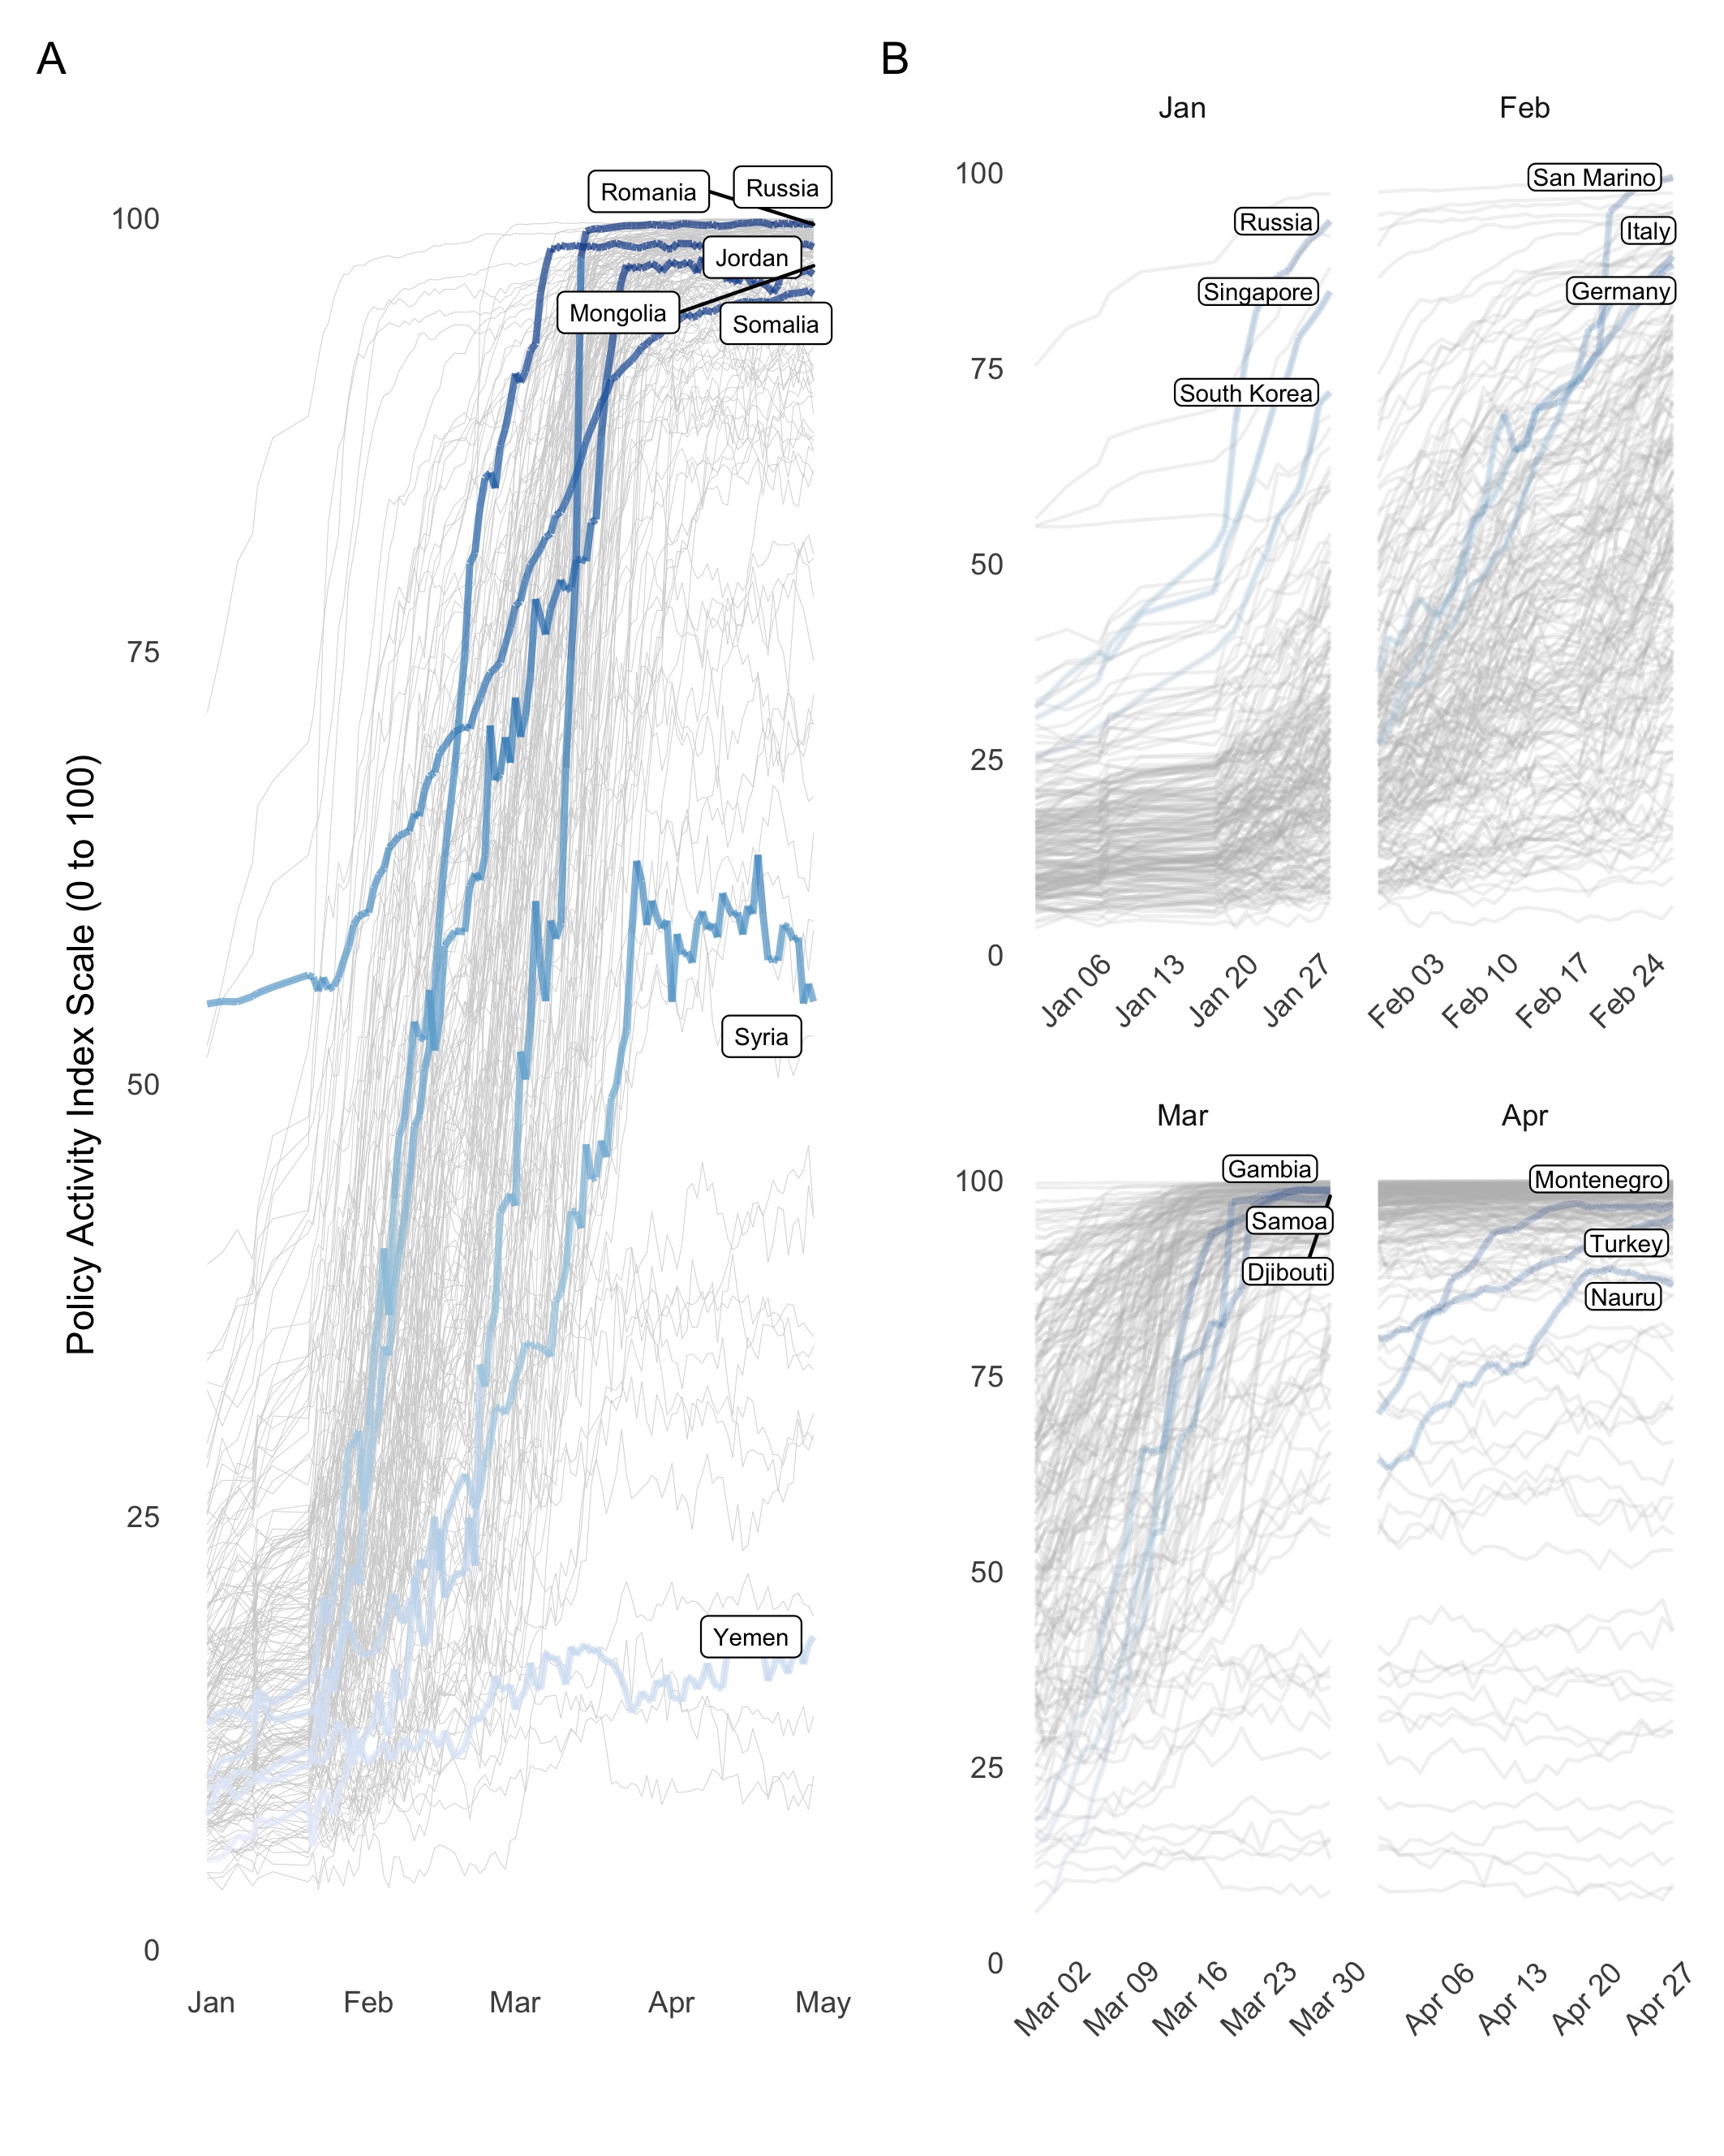 A
Policy Activity Index Scale (0 to 100)
100
75
50
25
0
Romania
Russia
Jordan
Mongolia
Somalia
Syria
Yemen
Jan
Feb
Mar
Apr
May
B
Jan
Feb
100
75
50
25
0
Russia
Singapore
South Korea
San Marino
Italy
Germany
Jan 06
Jan 13
Jan 20
Jan 27
Feb 03
Feb 10
Feb 17
Feb 24
Mar
Apr
100
75
50
25
0
Gambia
Samoa
Djibouti
Montenegro
Turkey
Nauru
Mar 02
Mar 09
Mar 16
Mar 23
Mar 30
Apr 06
Apr 13
Apr 20
Apr 27